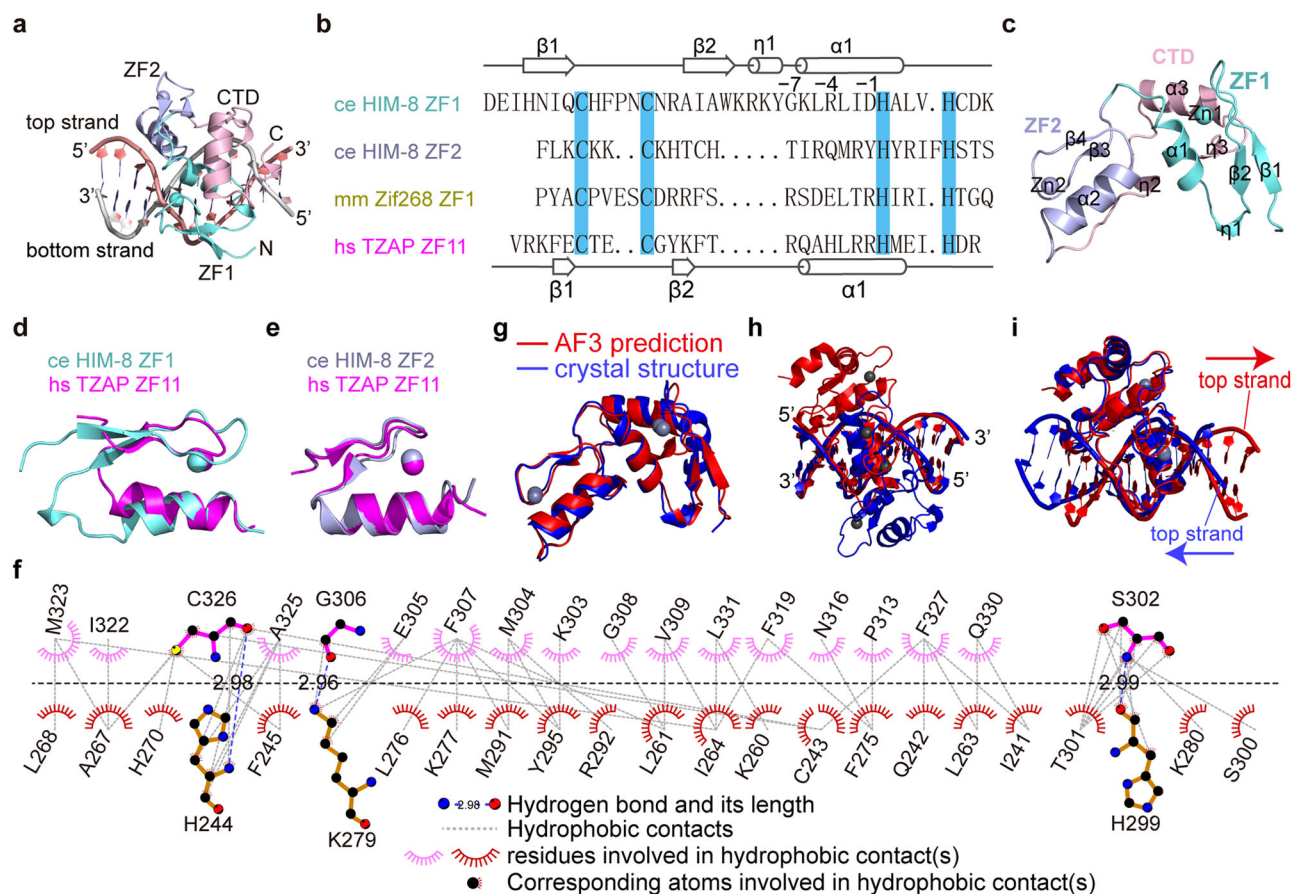 a
ZF2
CTD
top strand
C
5’
3’
3’
5’
bottom strand
N
ZF1
b
β1
β2
η1
α1
−7
−4
−1
ce HIM-8 ZF1
DEIHNIQCHFPNCNRAIAWKRKYGKLRLIDHALV.HCDK
ce HIM-8 ZF2
FLKCKK..CKHTCH.....TIRQMRYHYRIFHSTS
mm Zif268 ZF1
PYACPVESCDRRFS.....RSDELTRHIRI.HTGQ
hs TZAP ZF11
VRKFECTE..CGYKFT.....RQAHLRRHMEI.HDR
β1
β2
α1
c
CTD
ZF1
α3
Zn1
ZF2
β4
β3
α1
η3
β1
β2
Zn2
α2
η2
η1
d
ce HIM-8 ZF1
hs TZAP ZF11
e
ce HIM-8 ZF2
hs TZAP ZF11
g
AF3 prediction
crystal structure
h
5’
3’
3’
5’
i
top strand
top strand
f
M323
I322
C326
A325
G306
E305
F307
M304
K303
G308
V309
L331
F319
N316
P313
F327
Q330
S302
2.98
2.96
2.99
L268
A267
H270
H244
F245
K279
L276
K277
M291
Y295
R292
L261
I264
K260
C243
F275
Q242
L263
I241
T301
H299
K280
S300
2.98
Hydrogen bond and its length
Hydrophobic contacts
residues involved in hydrophobic contact(s)
Corresponding atoms involved in hydrophobic contact(s)